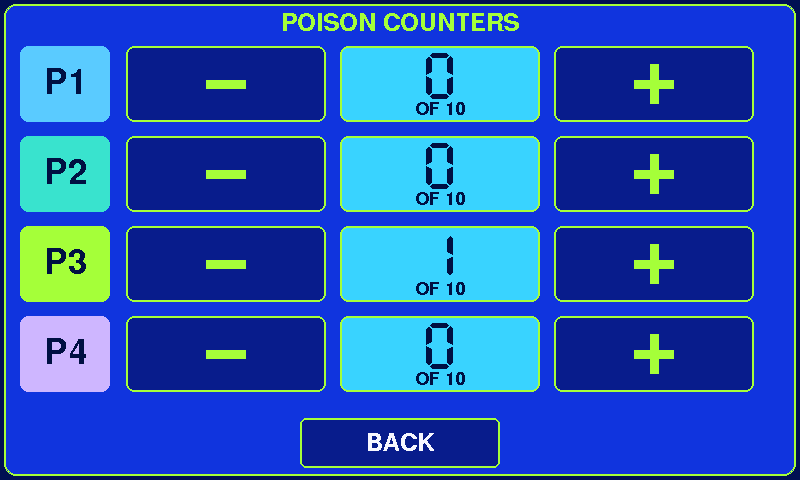 POISON COUNTERS
P1 − 0 +
OF 10
P2 − 0 +
OF 10
P3 − 1 +
OF 10
P4 − 0 +
OF 10
BACK